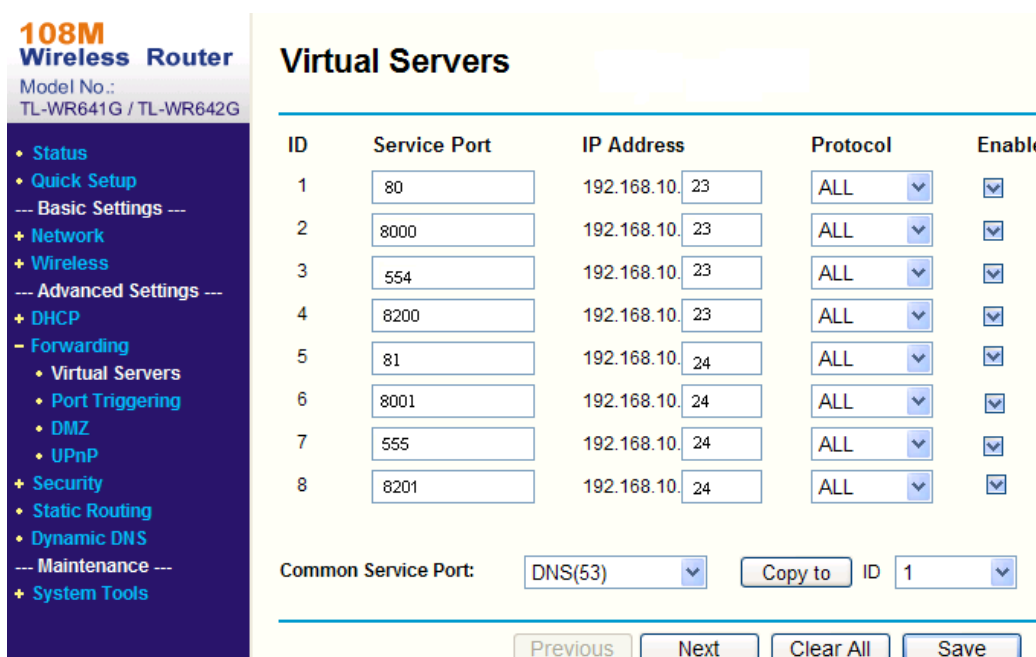 108M
Wireless Router
Model No.:
TL-WR641G / TL-WR642G
Status
Quick Setup
--- Basic Settings ---
Network
Wireless
--- Advanced Settings ---
DHCP
Forwarding
Virtual Servers
Port Triggering
DMZ
UPnP
Security
Static Routing
Dynamic DNS
--- Maintenance ---
System Tools
Virtual Servers
ID Service Port IP Address Protocol Enable
1 80 192.168.10. 23 ALL
2 8000 192.168.10. 23 ALL
3 554 192.168.10. 23 ALL
4 8200 192.168.10. 23 ALL
5 81 192.168.10. 24 ALL
6 8001 192.168.10. 24 ALL
7 555 192.168.10. 24 ALL
8 8201 192.168.10. 24 ALL
Common Service Port: DNS(53) Copy to ID 1
Previous Next Clear All Save